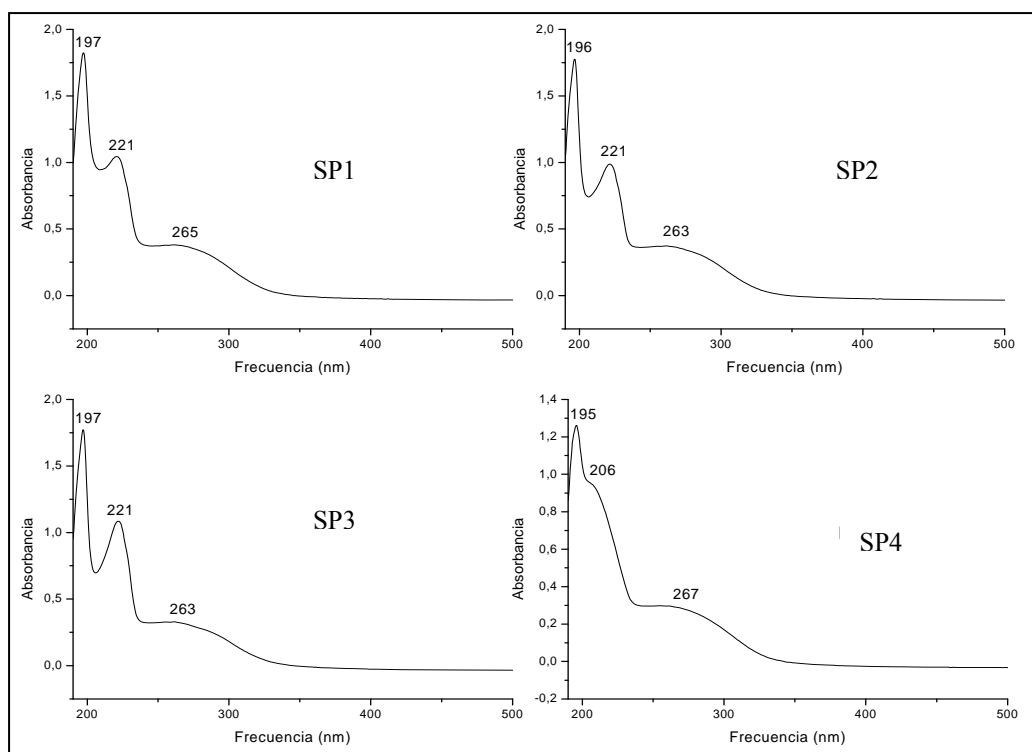 2,0
197
1,5
221
1,0
SP1
Absorbancia
0,5
265
0,0
200 300 400 500
Frecuencia (nm)
2,0
196
1,5
221
1,0
SP2
Absorbancia
0,5
263
0,0
200 300 400 500
Frecuencia (nm)
2,0
197
1,5
221
1,0
SP3
Absorbancia
0,5
263
0,0
200 300 400 500
Frecuencia (nm)
1,4
195
1,2
1,0
206
0,8
SP4
Absorbancia
0,6
0,4
267
0,2
0,0
-0,2
200 300 400 500
Frecuencia (nm)